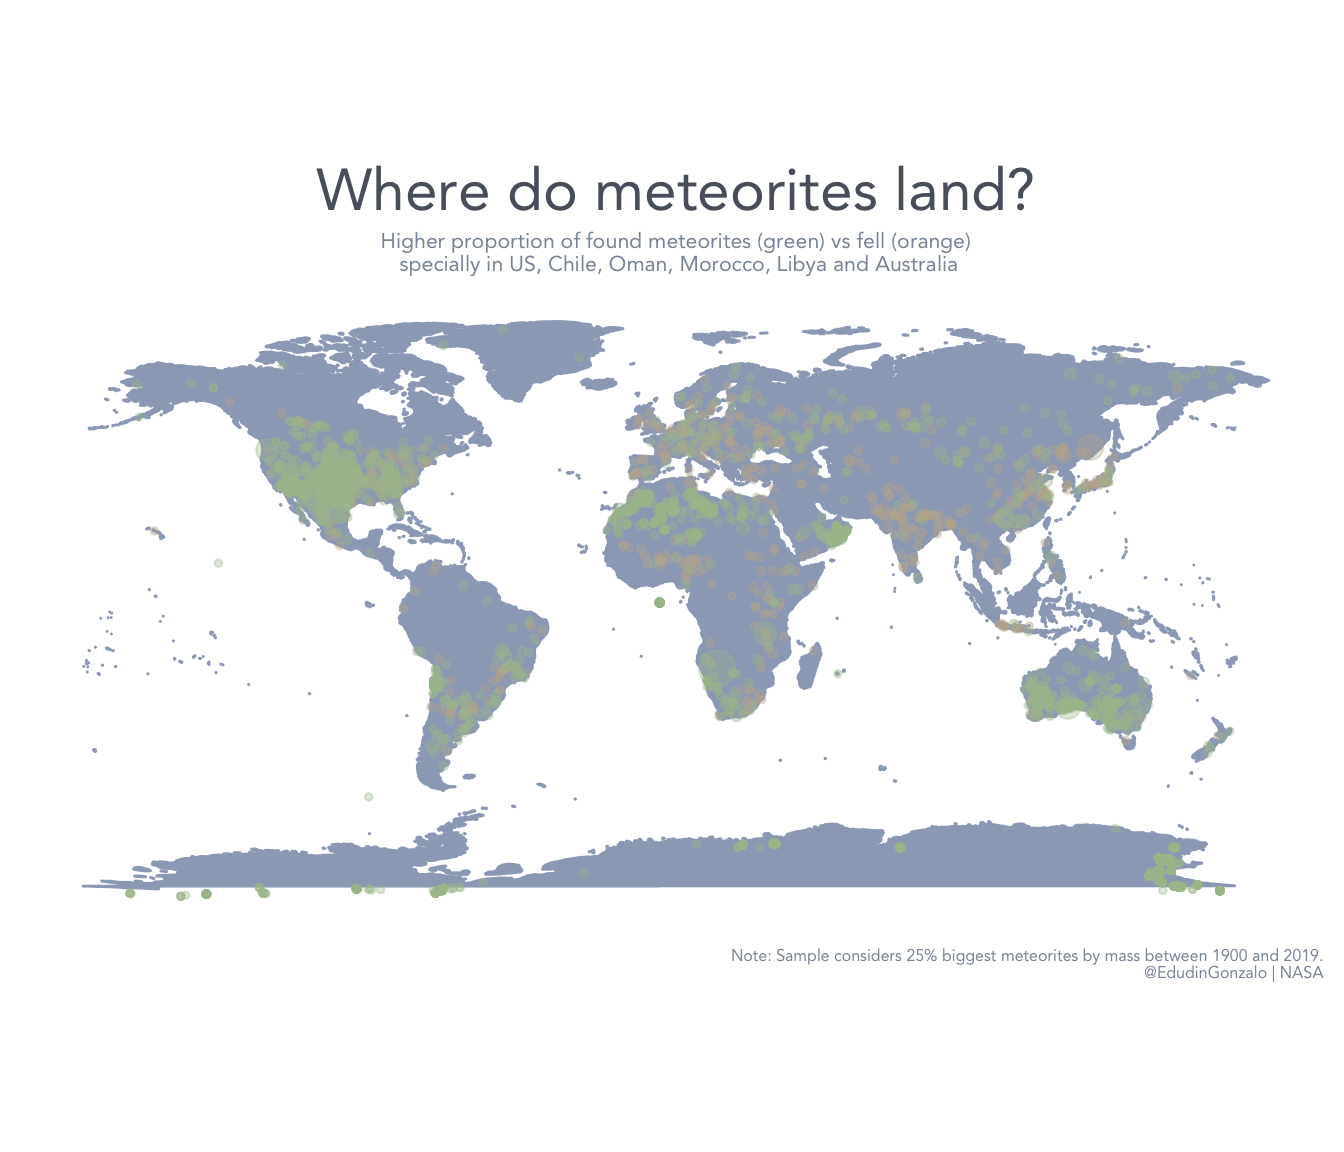 Where do meteorites land?
Higher proportion of found meteorites (green) vs fell (orange)
specially in US, Chile, Oman, Morocco, Libya and Australia
Note: Sample considers 25% biggest meteorites by mass between 1900 and 2019.
@EdudinGonzalo | NASA